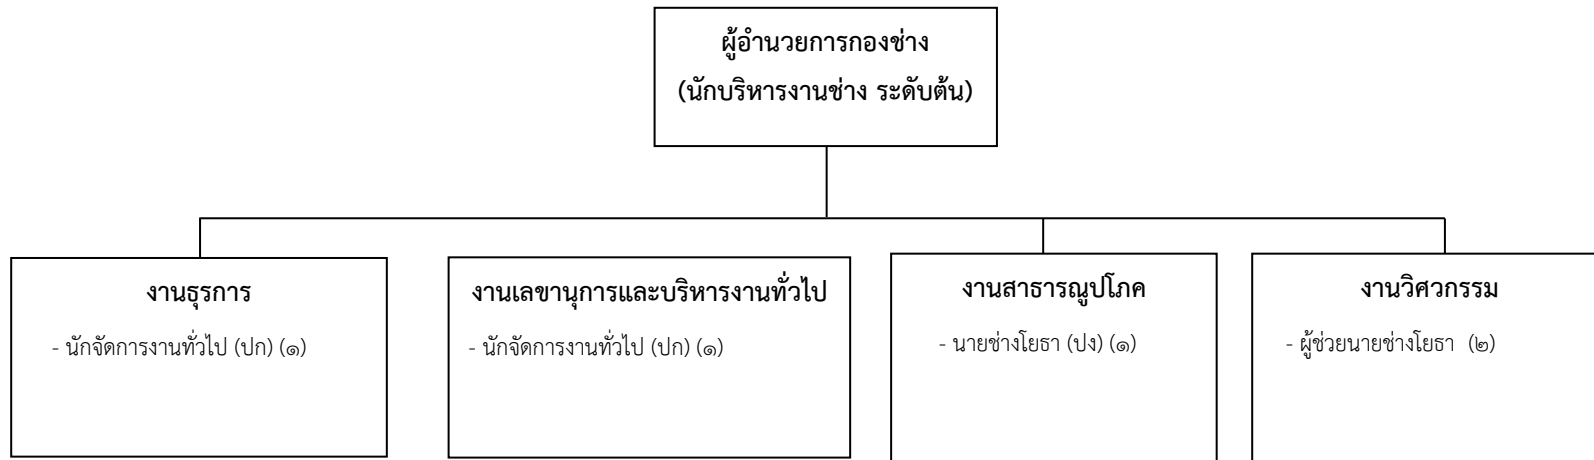 ผู้อำนวยการกองช่าง
(นักบริหารงานช่าง ระดับต้น)
งานธุรการ
- นักจัดการงานทั่วไป (ปก) (๑)
งานเลขานุการและบริหารงานทั่วไป
- นักจัดการงานทั่วไป (ปก) (๑)
งานสาธารณูปโภค
- นายช่างโยธา (ปง) (๑)
งานวิศวกรรม
- ผู้ช่วยนายช่างโยธา (๒)